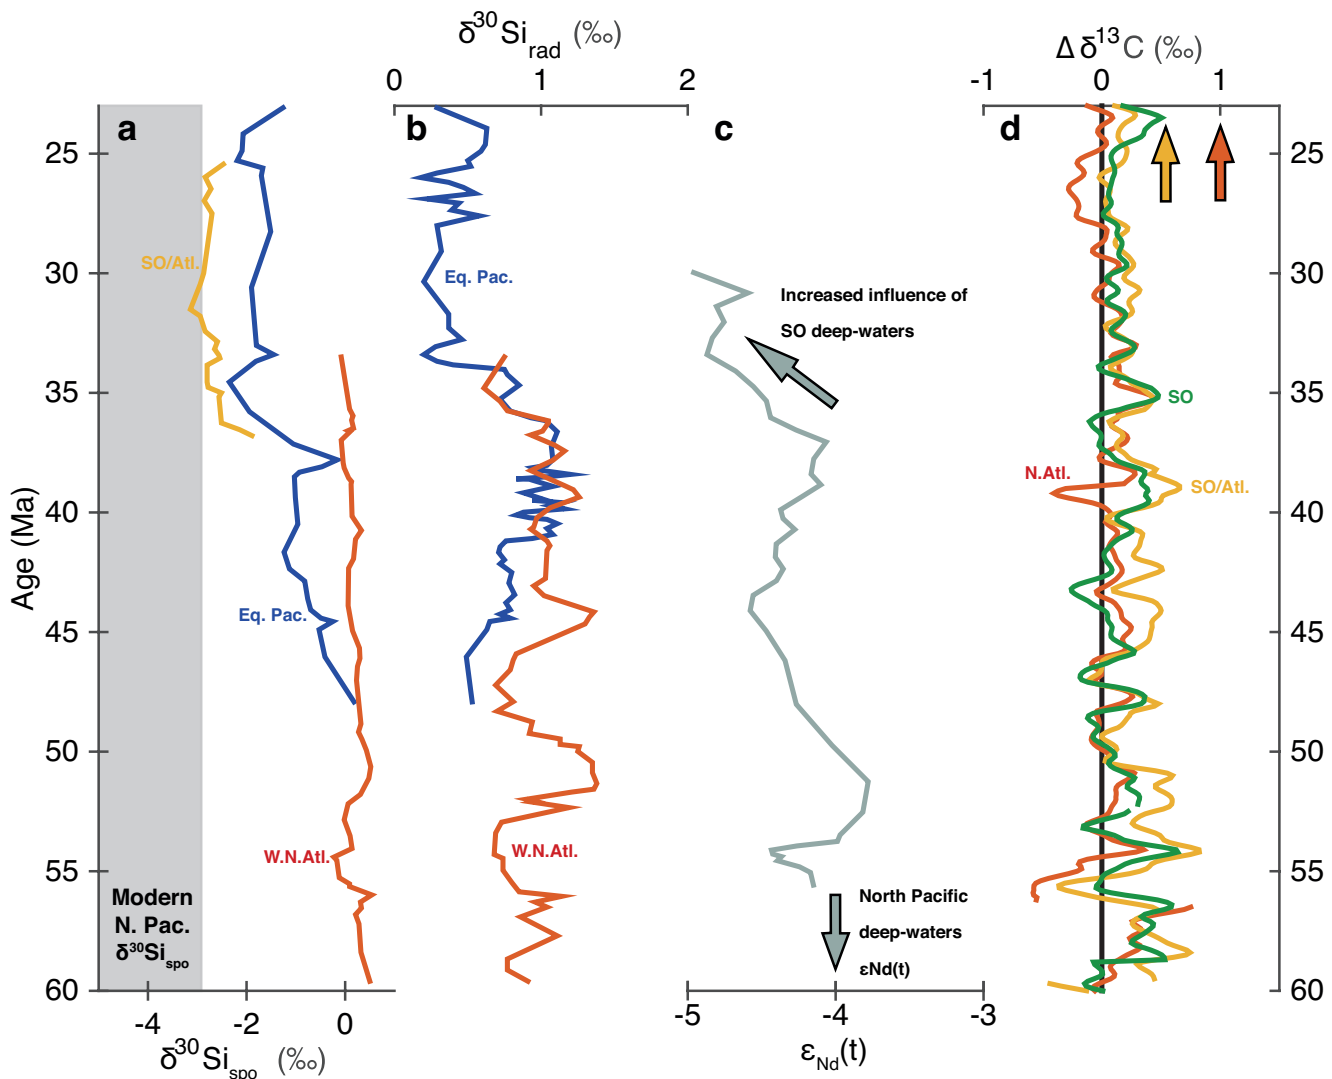 δ30Sirad (‰)
Δ δ13C (‰)
0 1 2
-1 0 1
a b c d
25 25
30 30
35 35
40 40
45 45
50 50
55 55
60 60
Age (Ma)
SO/Atl.
Eq. Pac.
Increased influence of
SO deep-waters
SO
N.Atl.
SO/Atl.
Eq. Pac.
W.N.Atl.
W.N.Atl.
Modern
N. Pac.
δ30Sispo
North Pacific
deep-waters
εNd(t)
-4 -2 0
-5 -4 -3
δ30Sispo (‰)
εNd(t)